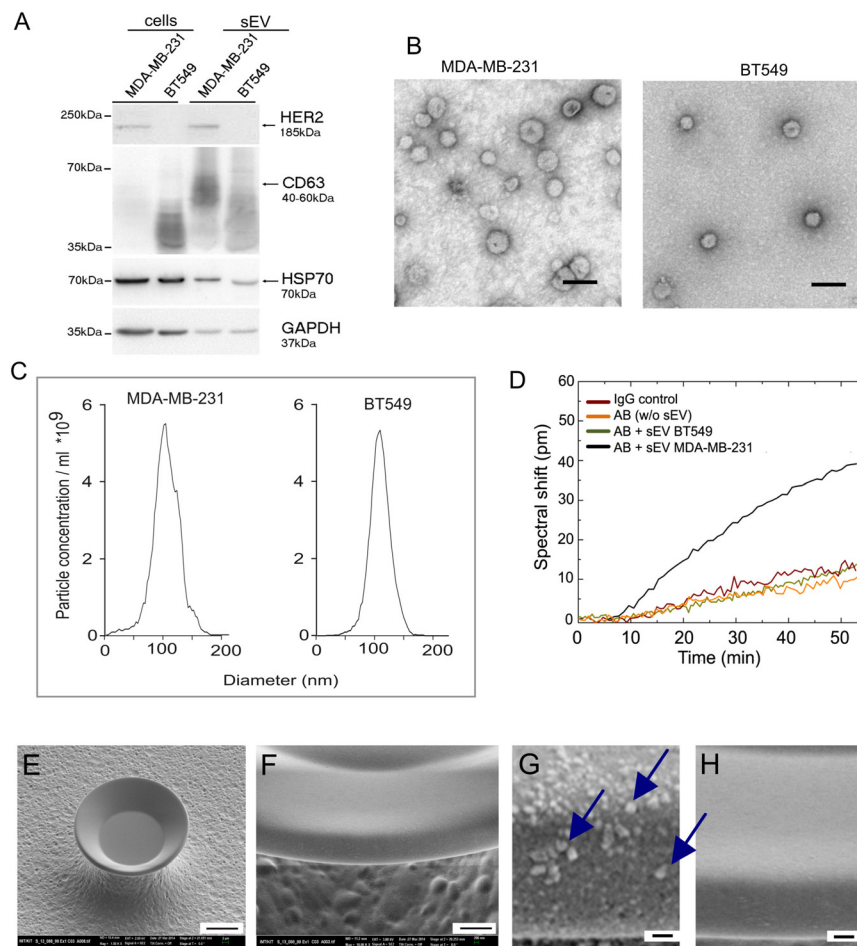 A
cells
sEV
MDA-MB-231
BT549
MDA-MB-231
BT549
250kDa
HER2
185kDa
70kDa
CD63
40-60kDa
35kDa
70kDa
HSP70
70kDa
35kDa
GAPDH
37kDa
B
MDA-MB-231
BT549
C
MDA-MB-231
BT549
Particle concentration / ml *10⁹
6
4
2
0
0
100
200
6
4
2
0
0
100
200
Diameter (nm)
D
Spectral shift (pm)
60
50
40
30
20
10
0
IgG control
AB (w/o sEV)
AB + sEV BT549
AB + sEV MDA-MB-231
0
10
20
30
40
50
Time (min)
E
F
G
H